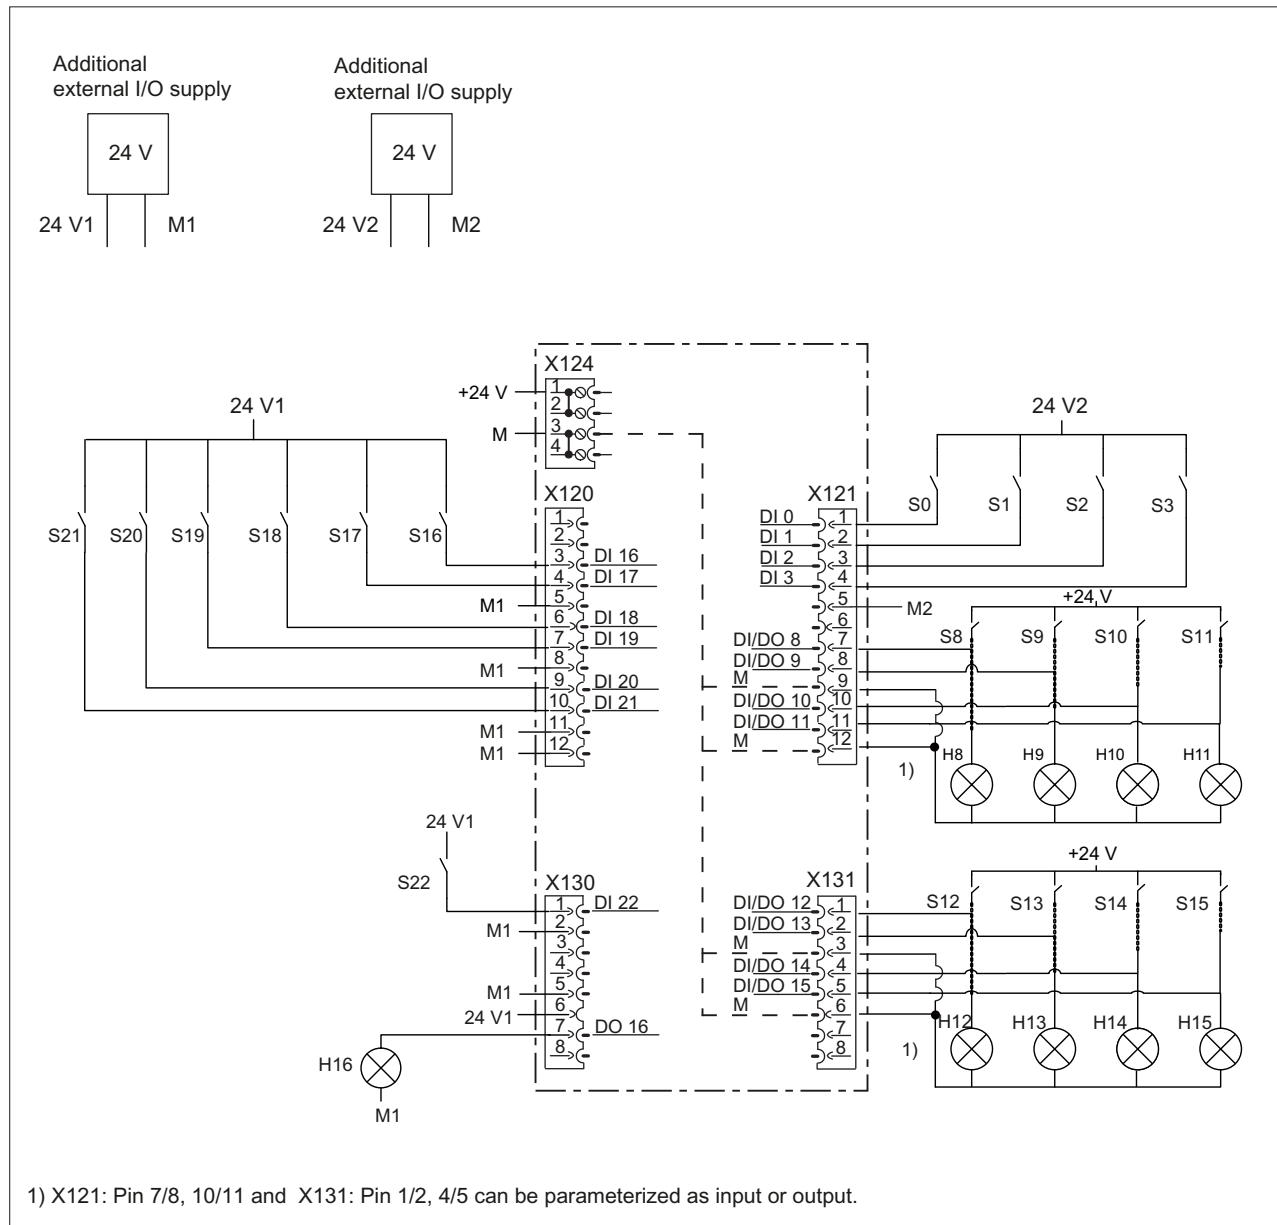 Additional
external I/O supply
24 V
24 V1 M1
Additional
external I/O supply
24 V
24 V2 M2
X124
+24 V 1
2
M 3
4
24 V1
S21 S20 S19 S18 S17 S16
X120
1
2
3 DI 16
4 DI 17
M1 5
6 DI 18
7 DI 19
M1 8
9 DI 20
10 DI 21
M1 11
M1 12
24 V2
S0 S1 S2 S3
X121
DI 0 1
DI 1 2
DI 2 3
DI 3 4
5 M2
6
DI/DO 8 7
DI/DO 9 8
M 9
DI/DO 10 10
DI/DO 11 11
M 12
+24 V
S8 S9 S10 S11
H8 H9 H10 H11
1)
24 V1
S22
X130
1 DI 22
M1 2
3
4
M1 5
24 V1 6
7 DO 16
8
H16
M1
X131
DI/DO 12 1
DI/DO 13 2
M 3
DI/DO 14 4
DI/DO 15 5
M 6
7
8
+24 V
S12 S13 S14 S15
H12 H13 H14 H15
1)
1) X121: Pin 7/8, 10/11 and X131: Pin 1/2, 4/5 can be parameterized as input or output.